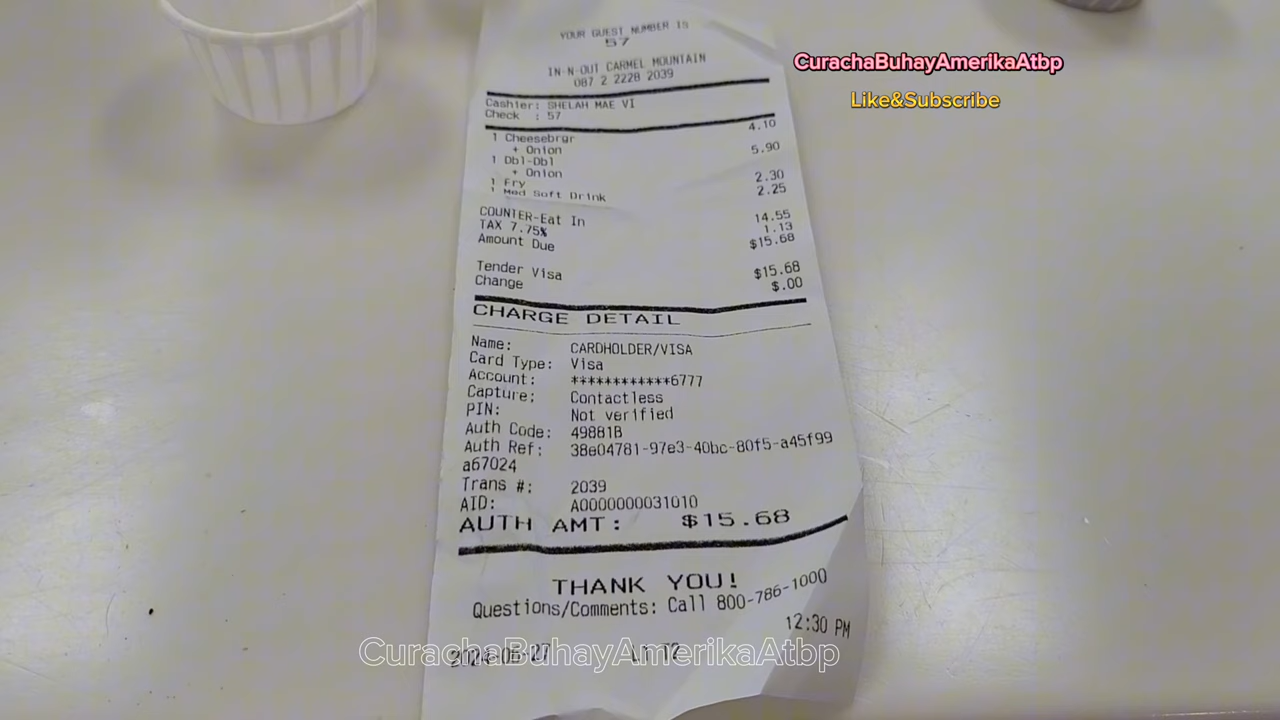 YOUR GUEST NUMBER IS
57
IN-N-OUT CARMEL MOUNTAIN
087 2 2228 2039
CurachaBuhayAmerikaAtbp
Like&Subscribe
Cashier: SHELAH MAE VI
Check : 57
1 Cheesebrgr 4.10
+ Onion
1 Dbl-Dbl 5.90
+ Onion
1 Fry 2.30
1 Med Soft Drink 2.25
COUNTER-Eat In 14.55
TAX 7.75% 1.13
Amount Due $15.68
Tender Visa $15.68
Change $.00
CHARGE DETAIL
Name: CARDHOLDER/VISA
Card Type: Visa
Account: ************6777
Capture: Contactless
PIN: Not verified
Auth Code: 49881B
Auth Ref: 38e04781-97e3-40bc-80f5-a45f99
a67024
Trans #: 2039
AID: A0000000031010
AUTH AMT: $15.68
THANK YOU!
Questions/Comments: Call 800-786-1000
12:30 PM
CurachaBuhayAmerikaAtbp